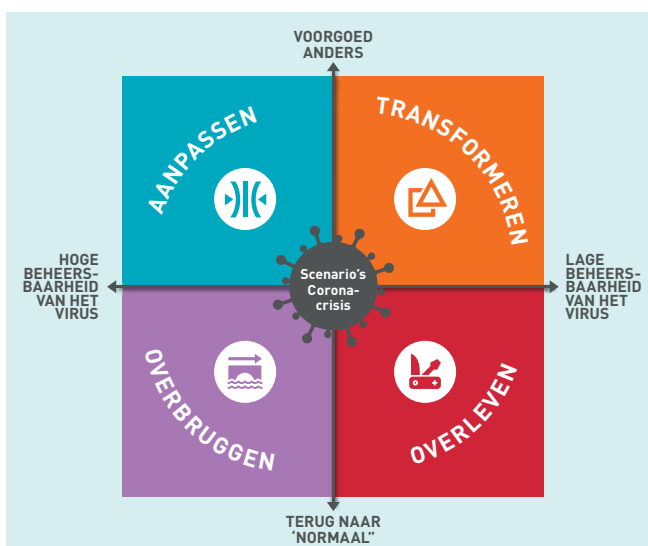 VOORGOED
ANDERS
AANPASSEN
TRANSFORMEREN
HOGE
BEHEERS-
BAARHEID
VAN HET
VIRUS
Scenario's
Corona-
crisis
LAGE
BEHEERS-
BAARHEID
VAN HET
VIRUS
OVERBRUGGEN
OVERLEVEN
TERUG NAAR
‘NORMAAL”